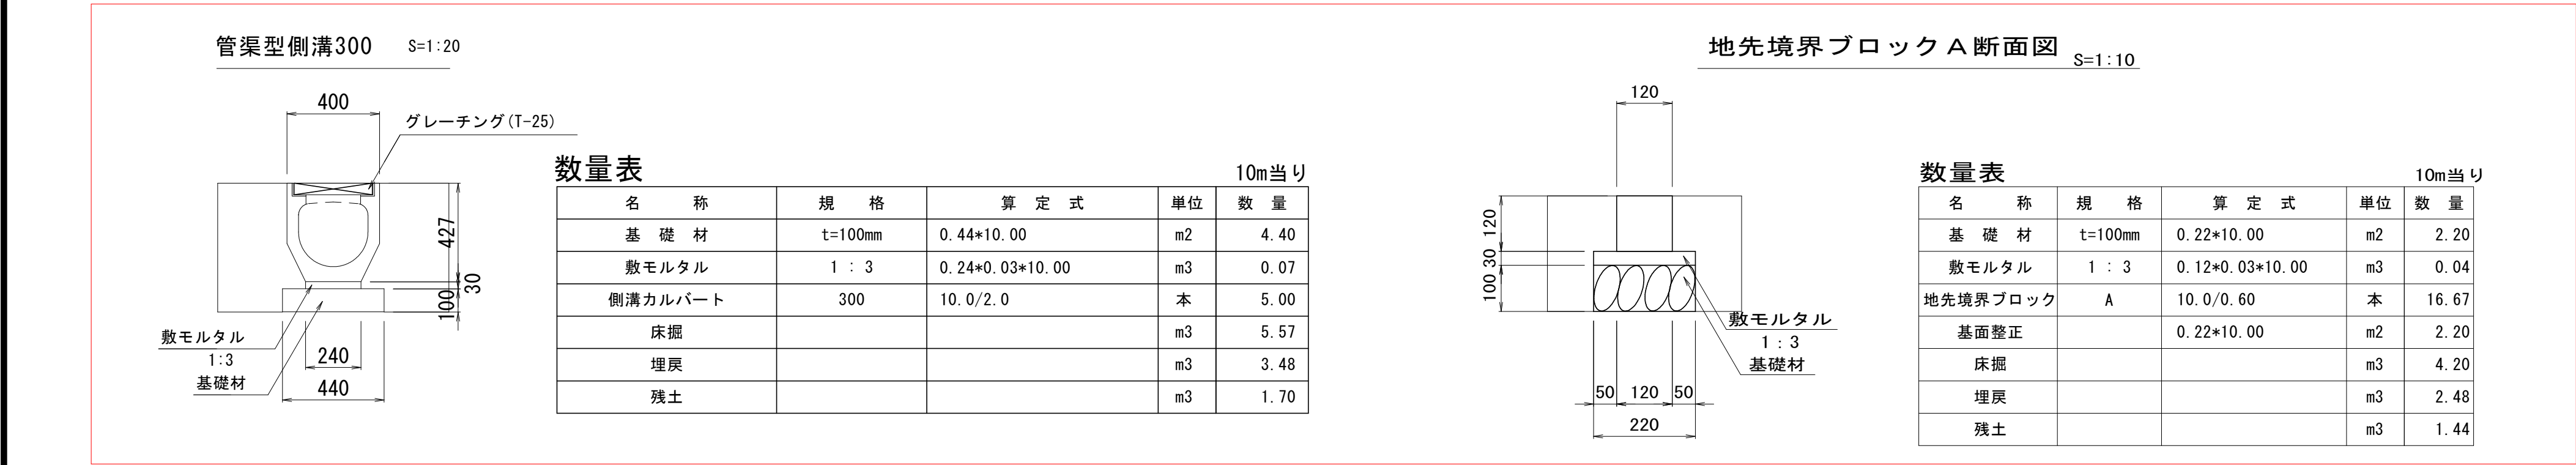 管渠型側溝300 S=1:20
400
グレーチング(T-25)
427
30
100
敷モルタル
1:3
基礎材
240
440
数量表
10m当り
名 称 規 格 算 定 式 単位 数 量
基 礎 材 t=100mm 0.44*10.00 m2 4.40
敷モルタル 1 : 3 0.24*0.03*10.00 m3 0.07
側溝カルバート 300 10.0/2.0 本 5.00
床掘 m3 5.57
埋戻 m3 3.48
残土 m3 1.70
地先境界ブロックA断面図 S=1:10
120
120
30
100
敷モルタル
1 : 3
基礎材
50 120 50
220
数量表
10m当り
名 称 規 格 算 定 式 単位 数 量
基 礎 材 t=100mm 0.22*10.00 m2 2.20
敷モルタル 1 : 3 0.12*0.03*10.00 m3 0.04
地先境界ブロック A 10.0/0.60 本 16.67
基面整正 0.22*10.00 m2 2.20
床掘 m3 4.20
埋戻 m3 2.48
残土 m3 1.44